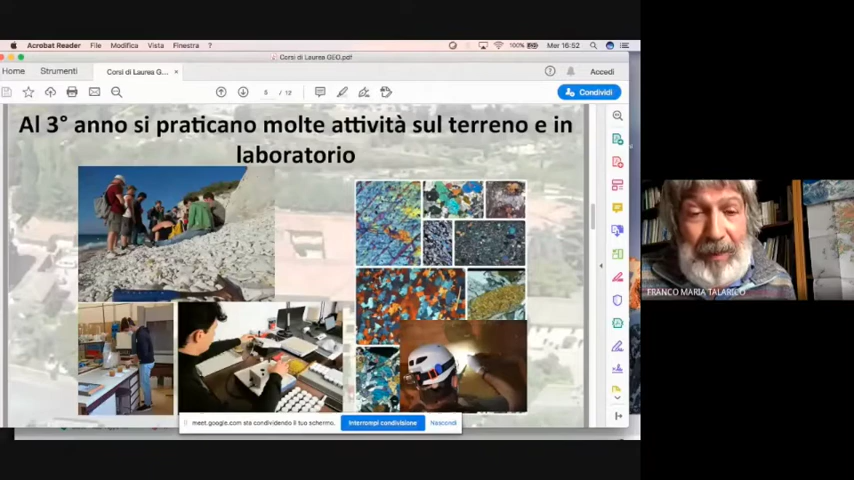 Acrobat Reader File Modifica Vista Finestra ? 100% Mer 16:52
Corsi di Laurea GEO.pdf
Home Strumenti Corsi di Laurea G... × Accedi
5 / 12 Condividi
Al 3° anno si praticano molte attività sul terreno e in
laboratorio
FRANCO MARIA TALARICO
meet.google.com sta condividendo il tuo schermo. Interrompi condivisione Nascondi